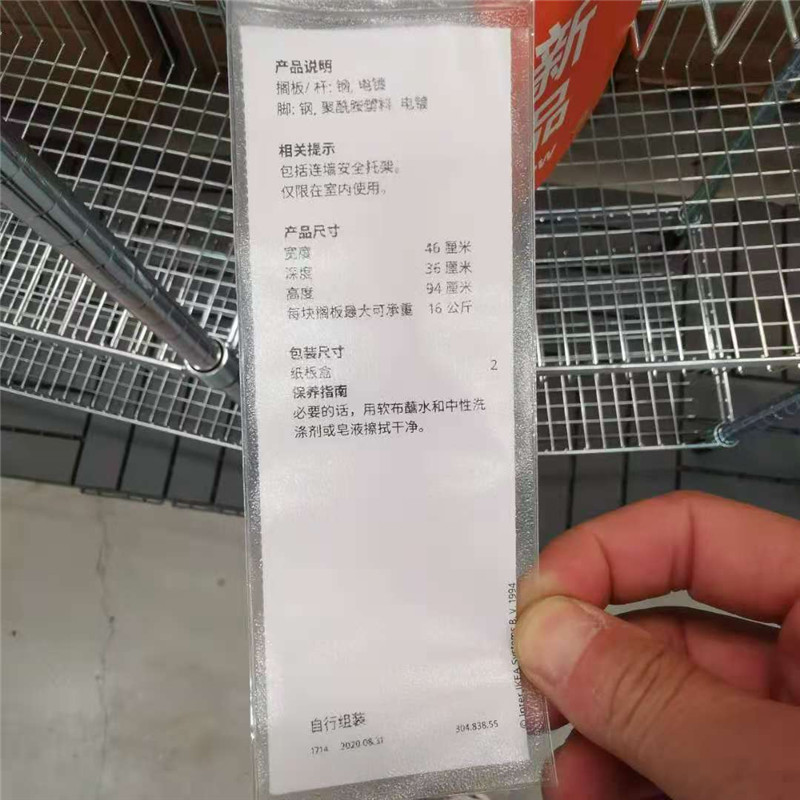 新
品
产品说明
搁板/杆: 钢, 电镀
脚: 钢, 聚酰胺塑料 电镀
相关提示
包括连墙安全托架。
仅限在室内使用。
产品尺寸
宽度 46 厘米
深度 36 厘米
高度 94 厘米
每块搁板最大可承重 16 公斤
包装尺寸
纸板盒 2
保养指南
必要的话，用软布蘸水和中性洗
涤剂或皂液擦拭干净。
© Inter IKEA Systems B. V. 1994
自行组装
1714 2020.08.31 304.838.55